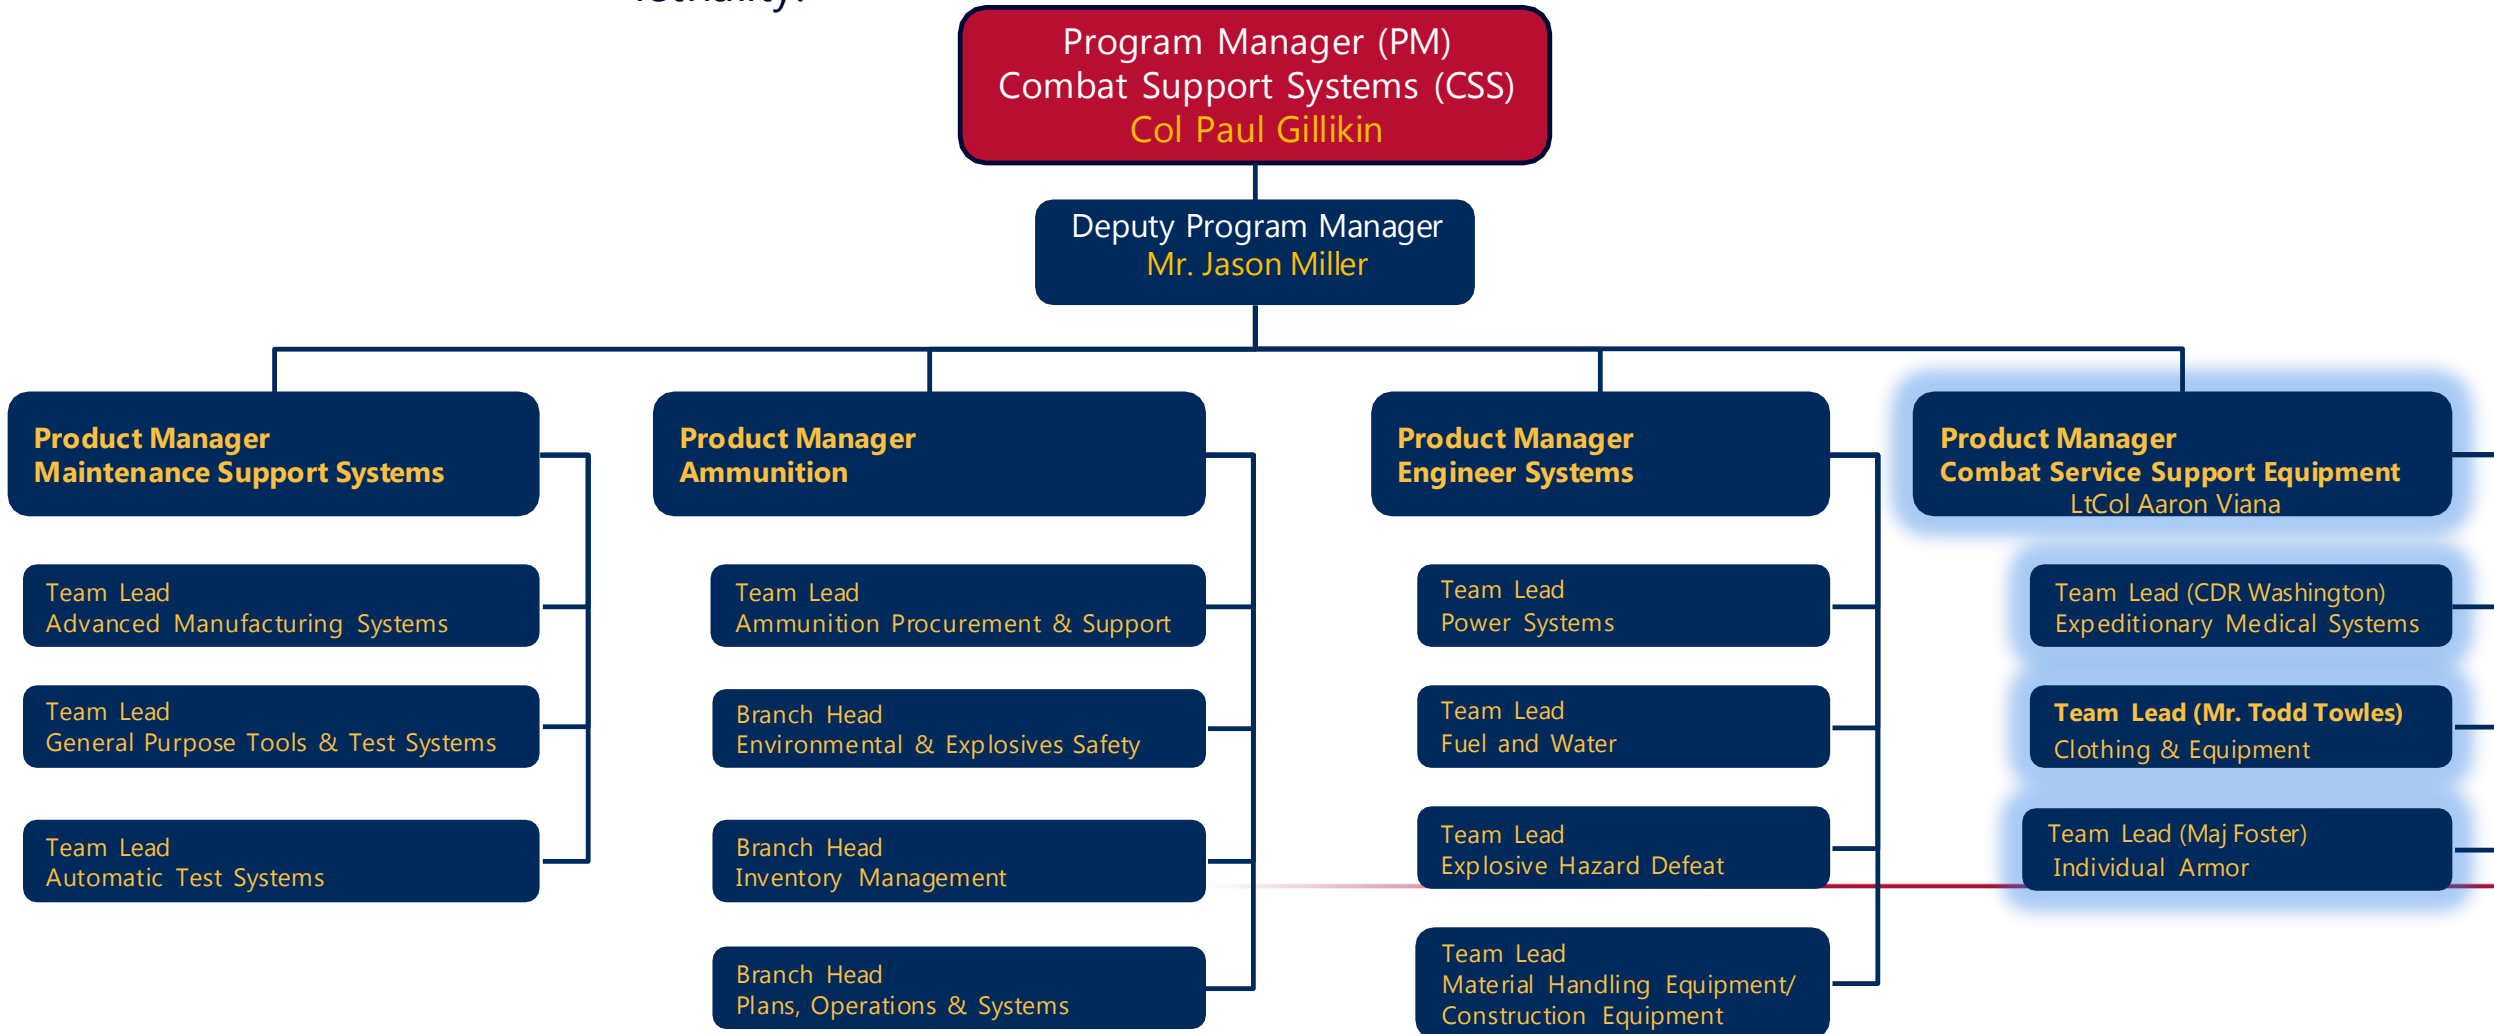 Program Manager (PM)
Combat Support Systems (CSS)
Col Paul Gillikin
Deputy Program Manager
Mr. Jason Miller
Product Manager
Maintenance Support Systems
Team Lead
Advanced Manufacturing Systems
Team Lead
General Purpose Tools & Test Systems
Team Lead
Automatic Test Systems
Product Manager
Ammunition
Team Lead
Ammunition Procurement & Support
Branch Head
Environmental & Explosives Safety
Branch Head
Inventory Management
Branch Head
Plans, Operations & Systems
Product Manager
Engineer Systems
Team Lead
Power Systems
Team Lead
Fuel and Water
Team Lead
Explosive Hazard Defeat
Team Lead
Material Handling Equipment/
Construction Equipment
Product Manager
Combat Service Support Equipment
LtCol Aaron Viana
Team Lead (CDR Washington)
Expeditionary Medical Systems
Team Lead (Mr. Todd Towles)
Clothing & Equipment
Team Lead (Maj Foster)
Individual Armor